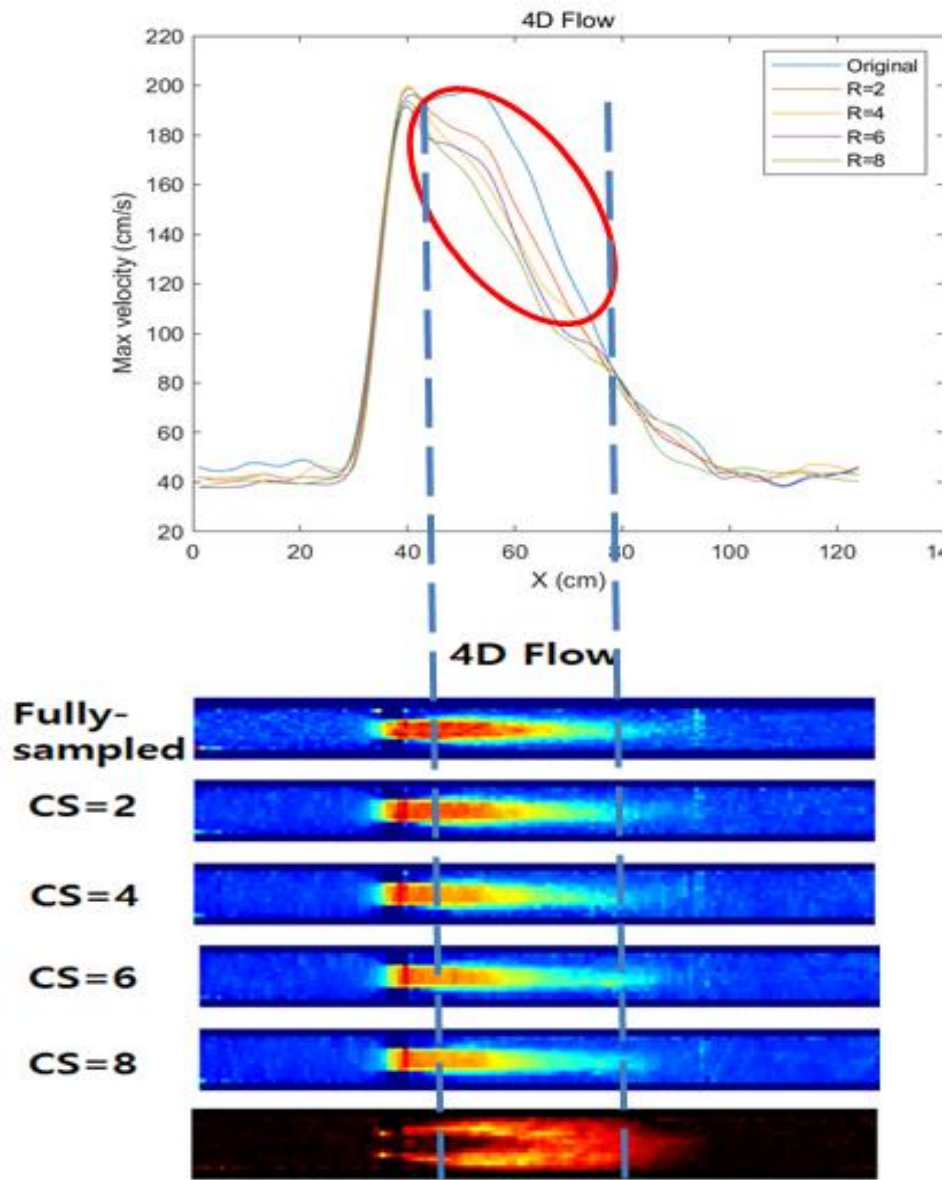 4D Flow
220
200
180
160
140
120
100
80
60
40
20
Max velocity (cm/s)
Original
R=2
R=4
R=6
R=8
0 20 40 60 80 100 120 14
X (cm)
4D Flow
Fully-
sampled
CS=2
CS=4
CS=6
CS=8